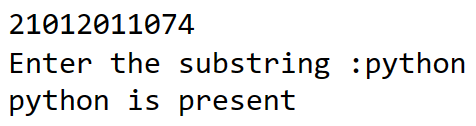 21012011074
Enter the substring :python
python is present